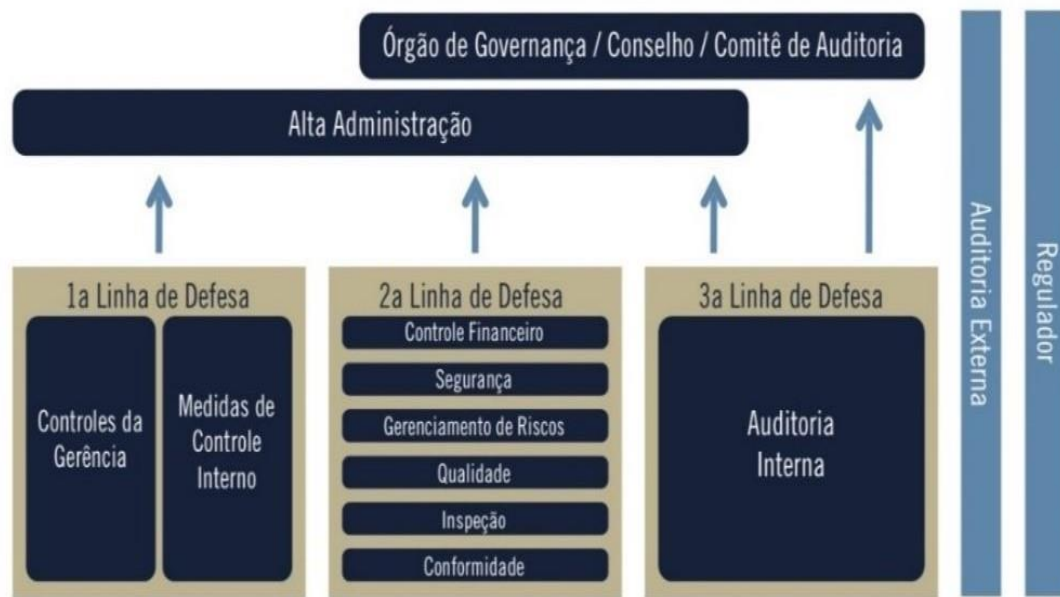 Órgão de Governança / Conselho / Comitê de Auditoria
Alta Administração
1a Linha de Defesa
Controles da
Gerência
Medidas de
Controle
Interno
2a Linha de Defesa
Controle Financeiro
Segurança
Gerenciamento de Riscos
Qualidade
Inspeção
Conformidade
3a Linha de Defesa
Auditoria
Interna
Auditoria Externa
Regulador